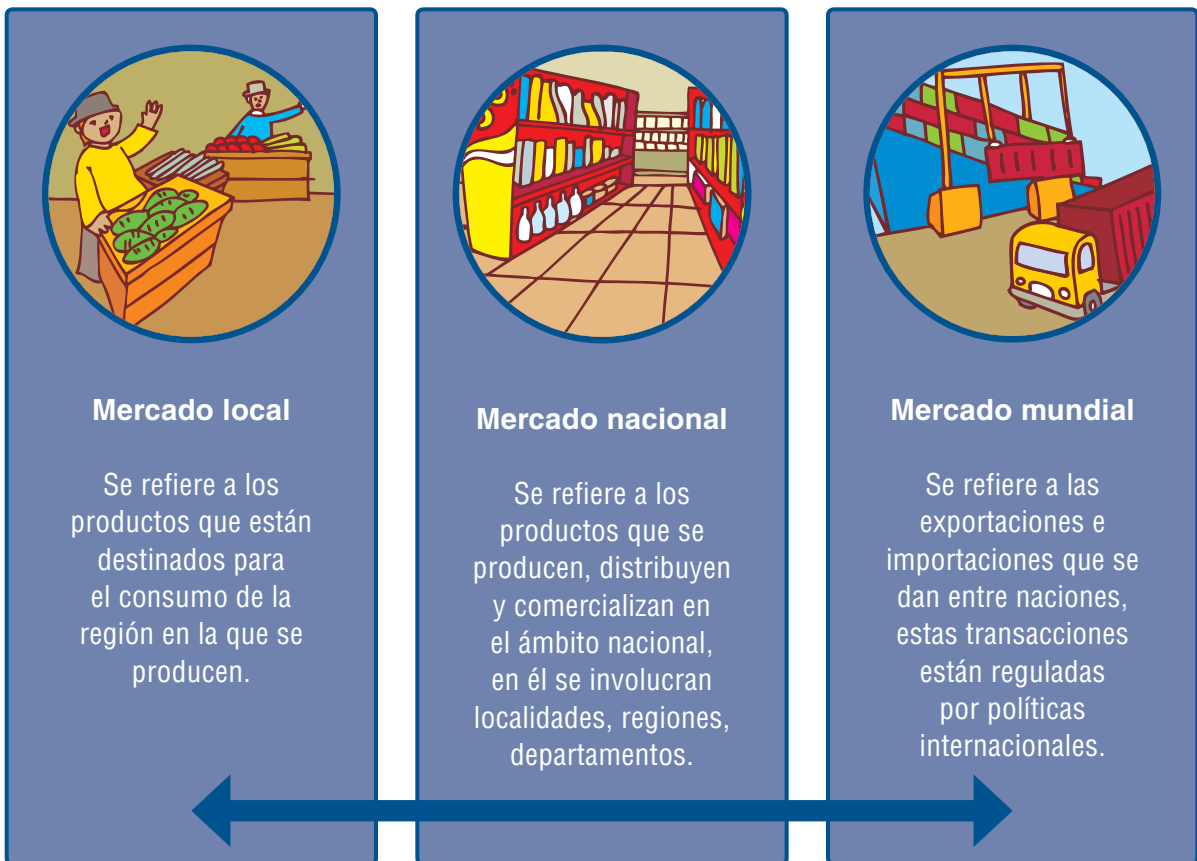 Mercado local
Se refiere a los
productos que están
destinados para
el consumo de la
región en la que se
producen.
Mercado nacional
Se refiere a los
productos que se
producen, distribuyen
y comercializan en
el ámbito nacional,
en él se involucran
localidades, regiones,
departamentos.
Mercado mundial
Se refiere a las
exportaciones e
importaciones que se
dan entre naciones,
estas transacciones
están reguladas
por políticas
internacionales.